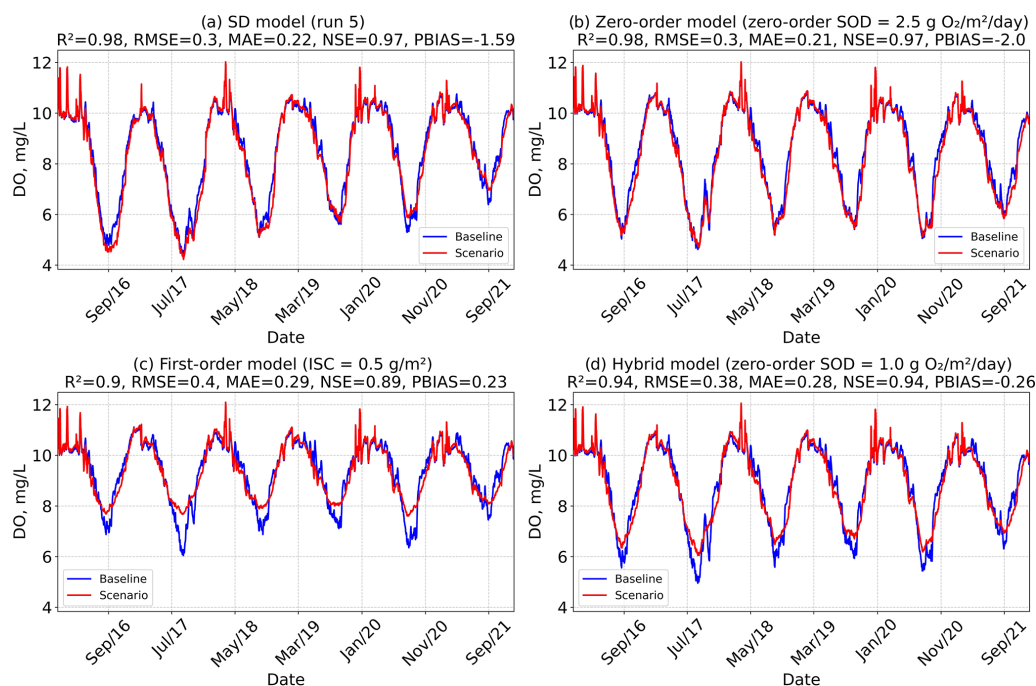 (a) SD model (run 5)
R²=0.98, RMSE=0.3, MAE=0.22, NSE=0.97, PBIAS=-1.59
12
10
8
6
4
DO, mg/L
Baseline
Scenario
Sep/16
Jul/17
May/18
Mar/19
Jan/20
Nov/20
Sep/21
Date
(b) Zero-order model (zero-order SOD = 2.5 g O₂/m²/day)
R²=0.98, RMSE=0.3, MAE=0.21, NSE=0.97, PBIAS=-2.0
12
10
8
6
4
DO, mg/L
Baseline
Scenario
Sep/16
Jul/17
May/18
Mar/19
Jan/20
Nov/20
Sep/21
Date
(c) First-order model (ISC = 0.5 g/m²)
R²=0.9, RMSE=0.4, MAE=0.29, NSE=0.89, PBIAS=0.23
12
10
8
6
4
DO, mg/L
Baseline
Scenario
Sep/16
Jul/17
May/18
Mar/19
Jan/20
Nov/20
Sep/21
Date
(d) Hybrid model (zero-order SOD = 1.0 g O₂/m²/day)
R²=0.94, RMSE=0.38, MAE=0.28, NSE=0.94, PBIAS=-0.26
12
10
8
6
4
DO, mg/L
Baseline
Scenario
Sep/16
Jul/17
May/18
Mar/19
Jan/20
Nov/20
Sep/21
Date